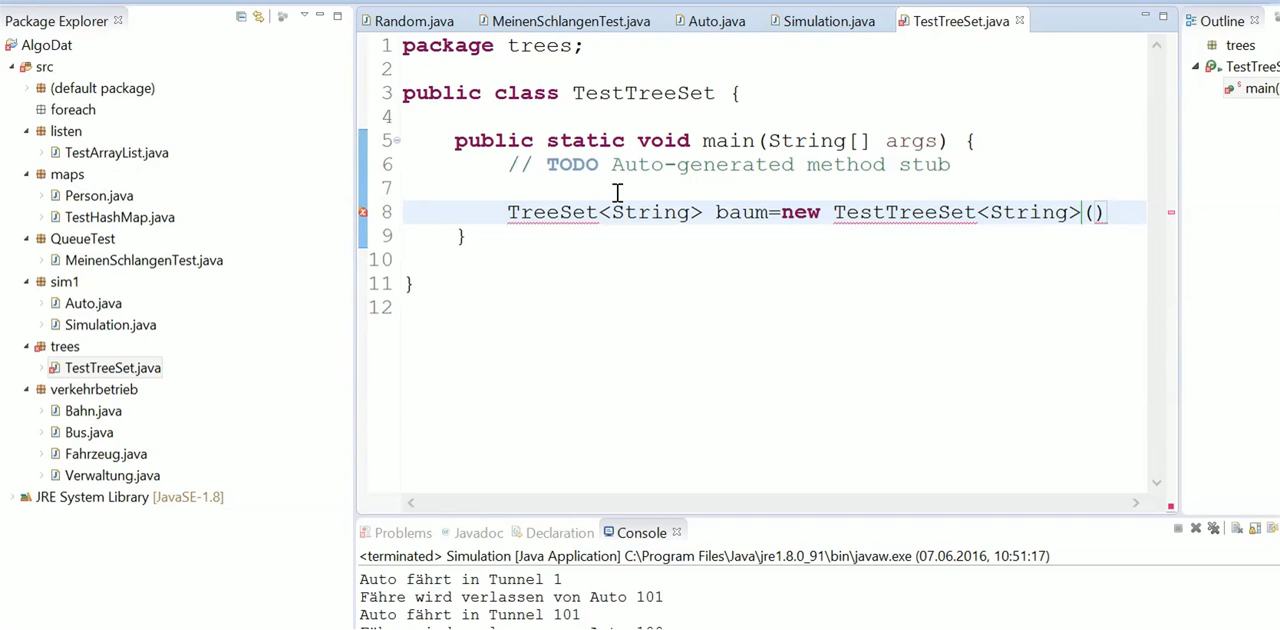 Package Explorer
AlgoDat
src
(default package)
foreach
listen
TestArrayList.java
maps
Person.java
TestHashMap.java
QueueTest
MeinenSchlangenTest.java
sim1
Auto.java
Simulation.java
trees
TestTreeSet.java
verkehrbetrieb
Bahn.java
Bus.java
Fahrzeug.java
Verwaltung.java
JRE System Library [JavaSE-1.8]
Random.java MeinenSchlangenTest.java Auto.java Simulation.java TestTreeSet.java
1 package trees;
2
3 public class TestTreeSet {
4
5 public static void main(String[] args) {
6 // TODO Auto-generated method stub
7
8 TreeSet<String> baum=new TestTreeSet<String>()
9 }
10
11 }
12
Outline
trees
TestTreeS
main(
Problems Javadoc Declaration Console
<terminated> Simulation [Java Application] C:\Program Files\Java\jre1.8.0_91\bin\javaw.exe (07.06.2016, 10:51:17)
Auto fährt in Tunnel 1
Fähre wird verlassen von Auto 101
Auto fährt in Tunnel 101